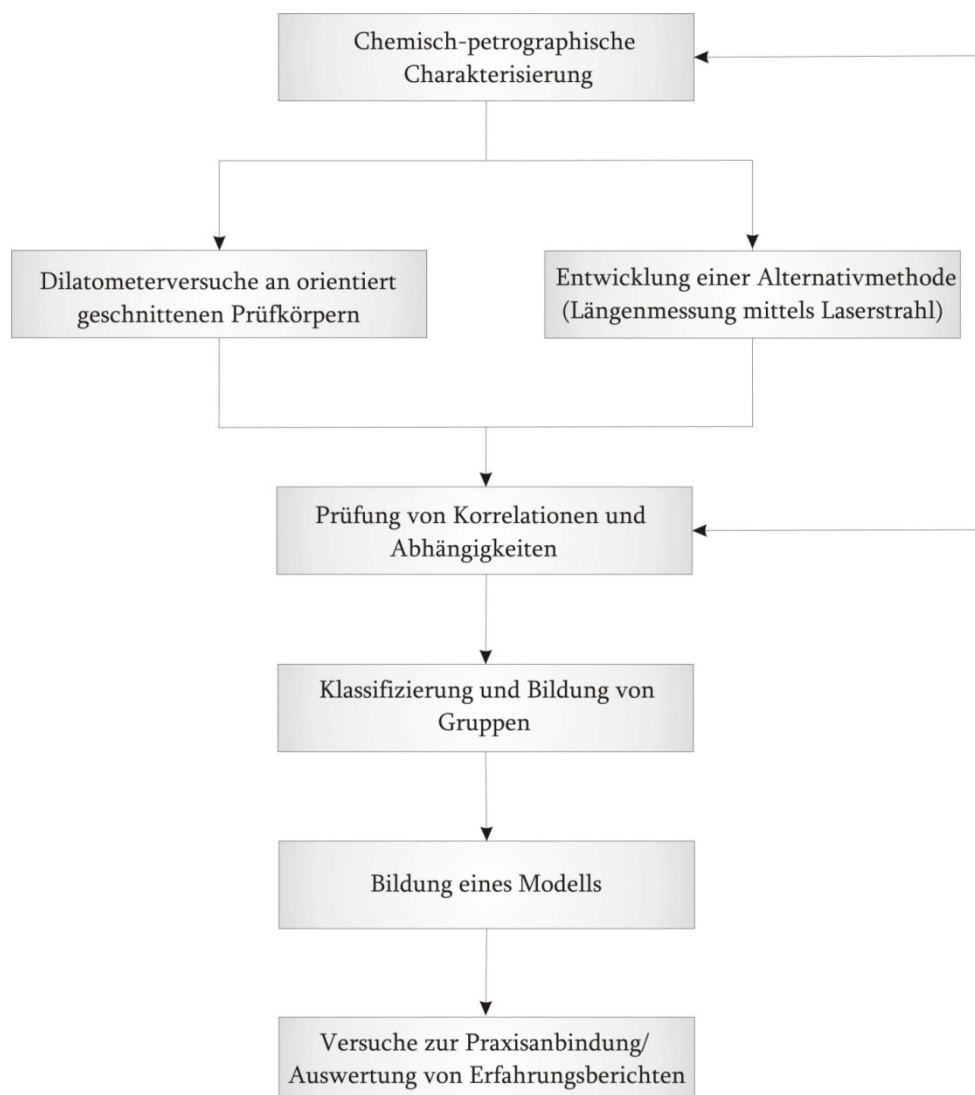 Chemisch-petrographische
Charakterisierung
Dilatometerversuche an orientiert
geschnittenen Prüfkörpern
Entwicklung einer Alternativmethode
(Längenmessung mittels Laserstrahl)
Prüfung von Korrelationen und
Abhängigkeiten
Klassifizierung und Bildung von
Gruppen
Bildung eines Modells
Versuche zur Praxisanbindung/
Auswertung von Erfahrungsberichten